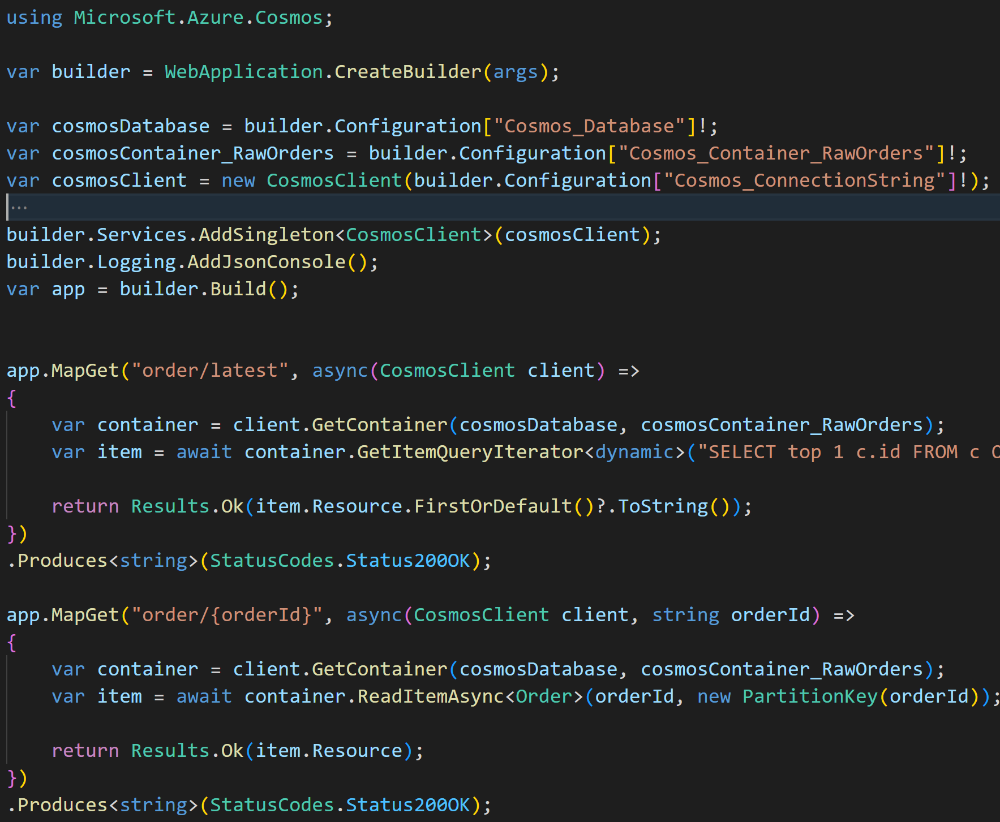 using Microsoft.Azure.Cosmos;
var builder = WebApplication.CreateBuilder(args);
var cosmosDatabase = builder.Configuration["Cosmos_Database"]!;
var cosmosContainer_RawOrders = builder.Configuration["Cosmos_Container_RawOrders"]!;
var cosmosClient = new CosmosClient(builder.Configuration["Cosmos_ConnectionString"]!);
...
builder.Services.AddSingleton<CosmosClient>(cosmosClient);
builder.Logging.AddJsonConsole();
var app = builder.Build();
app.MapGet("order/latest", async(CosmosClient client) =>
{
    var container = client.GetContainer(cosmosDatabase, cosmosContainer_RawOrders);
    var item = await container.GetItemQueryIterator<dynamic>("SELECT top 1 c.id FROM c
    return Results.Ok(item.Resource.FirstOrDefault()?.ToString());
})
.Produces<string>(StatusCodes.Status200OK);
app.MapGet("order/{orderId}", async(CosmosClient client, string orderId) =>
{
    var container = client.GetContainer(cosmosDatabase, cosmosContainer_RawOrders);
    var item = await container.ReadItemAsync<Order>(orderId, new PartitionKey(orderId));
    return Results.Ok(item.Resource);
})
.Produces<string>(StatusCodes.Status200OK);